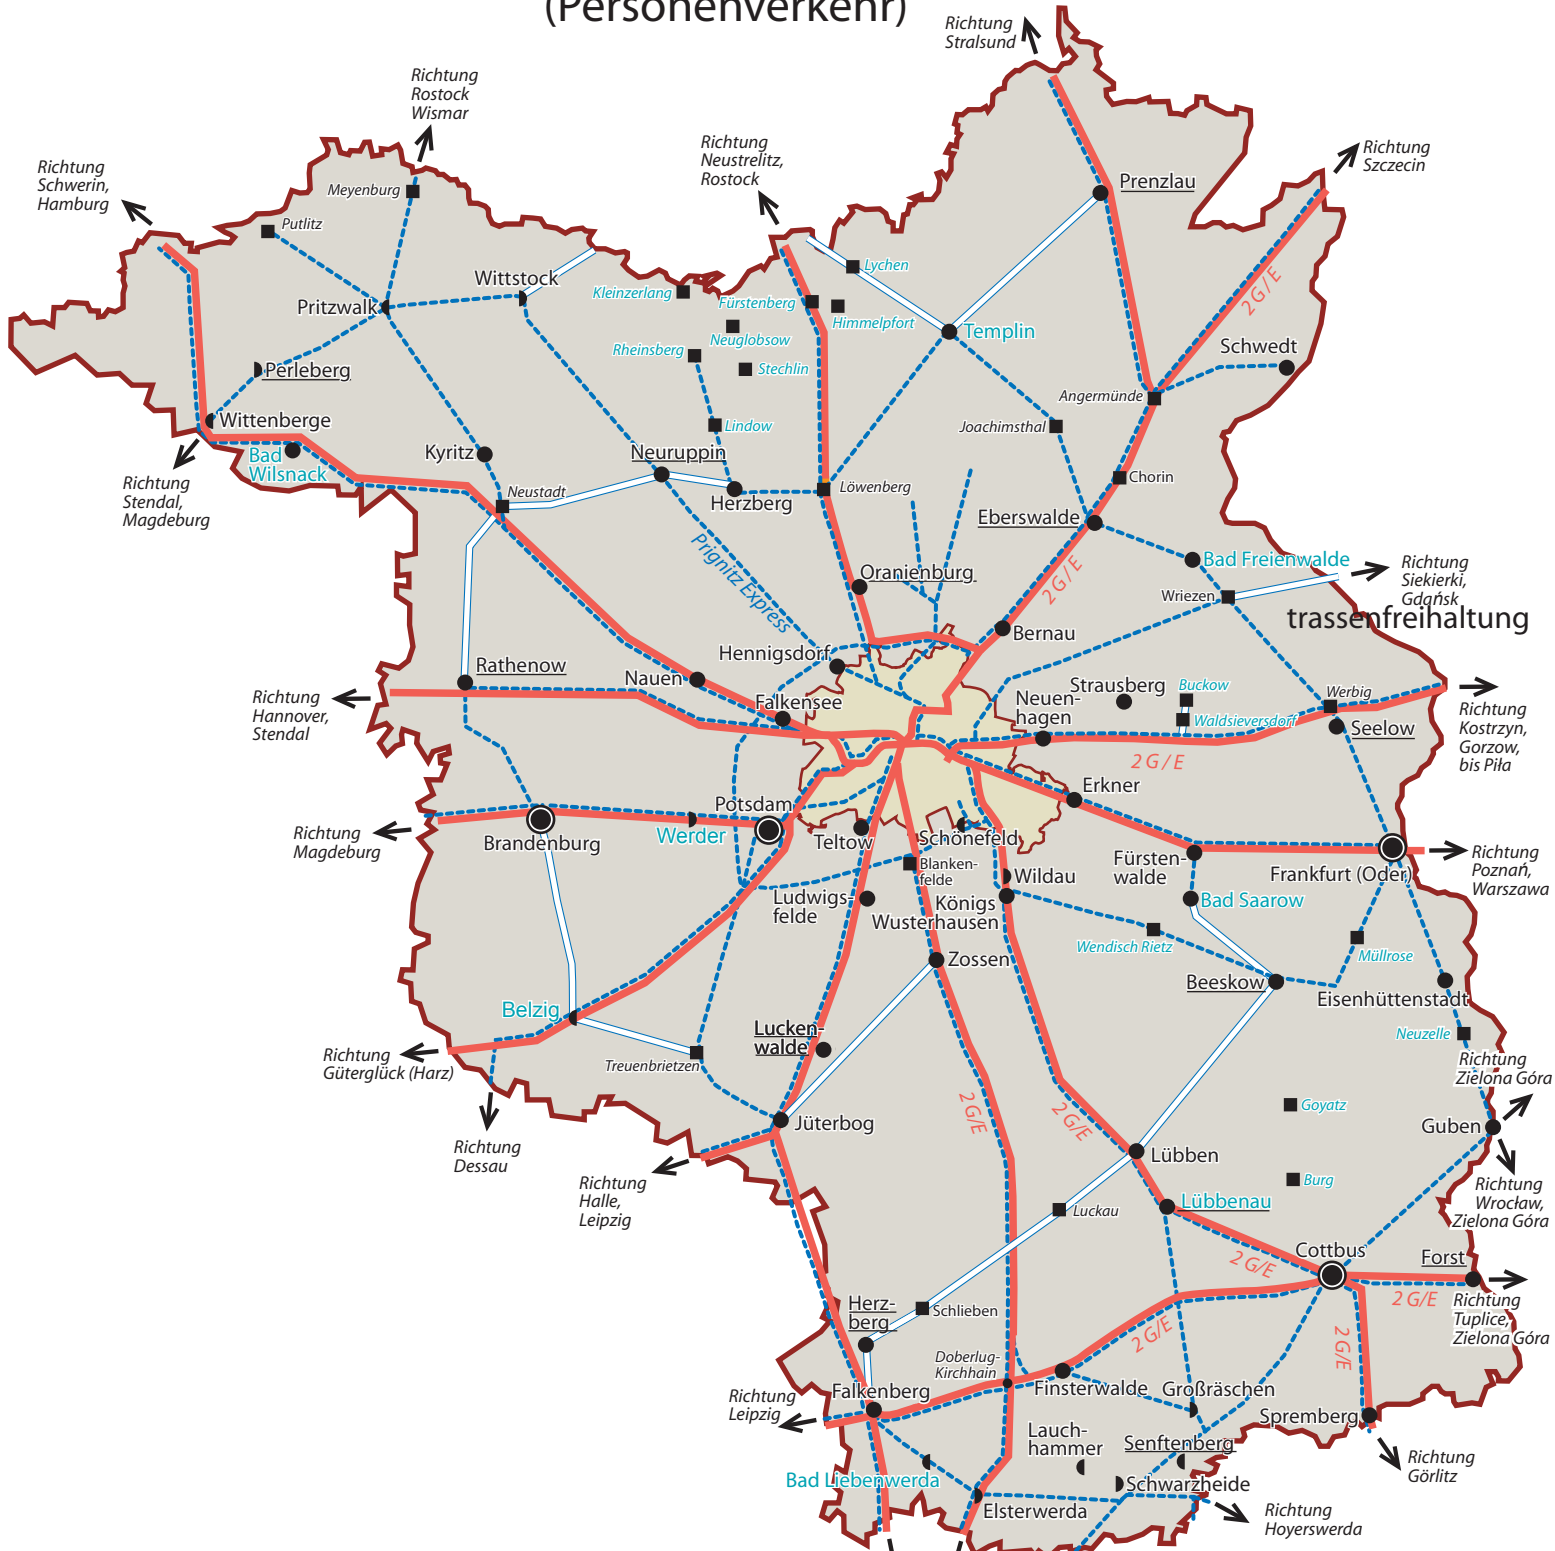 (Personenverkehr)
Richtung
Stralsund
Richtung
Rostock
Wismar
Richtung
Neustrelitz,
Rostock
Richtung
Szczecin
Richtung
Schwerin,
Hamburg
Meyenburg
Prenzlau
Putlitz
Wittstock
Lychen
Kleinzerlang
Fürstenberg
2 G / E
Pritzwalk
Himmelpfort
Templin
Neuglobsow
Rheinsberg
Schwedt
Stechlin
Perleberg
Angermünde
Wittenberge
Lindow
Joachimsthal
Bad
Wilsnack
Kyritz
Neuruppin
Richtung
Stendal,
Magdeburg
Neustadt
Herzberg
Löwenberg
Chorin
Eberswalde
Prignitz Express
Oranienburg
2 G / E
Bad Freienwalde
Richtung
Siekierki,
Gdańsk
Wriezen
trassenfreihaltung
Bernau
Hennigsdorf
Rathenow
Nauen
Falkensee
Strausberg
Buckow
Neuen-
hagen
Waldsieversdorf
Werbig
Seelow
Richtung
Hannover,
Stendal
Richtung
Kostrzyn,
Gorzow,
bis Piła
2 G / E
Erkner
Potsdam
Werder
Brandenburg
Richtung
Magdeburg
Teltow
Schönefeld
Blanken-
felde
Wildau
Fürsten-
walde
Frankfurt (Oder)
Richtung
Poznań,
Warszawa
Ludwigs-
felde
Königs
Wusterhausen
Bad Saarow
Wendisch Rietz
Müllrose
Zossen
Beeskow
Eisenhüttenstadt
Belzig
Lucken-
walde
Neuzelle
Richtung
Güterglück (Harz)
Treuenbrietzen
Richtung
Zielona Góra
2 G/E
2 G/E
Goyatz
Jüterbog
Guben
Richtung
Dessau
Lübben
Richtung
Halle,
Leipzig
Burg
Richtung
Wrocław,
Zielona Góra
Lübbenau
Luckau
Cottbus
Forst
2 G/E
2 G/E
Richtung
Tuplice,
Zielona Góra
Herz-
berg
Schlieben
2 G/E
2 G/E
Doberlug-
Kirchhain
Finsterwalde
Großräschen
Falkenberg
Richtung
Leipzig
Spremberg
Lauch-
hammer
Senftenberg
Richtung
Görlitz
Bad Liebenwerda
Schwarzheide
Elsterwerda
Richtung
Hoyerswerda